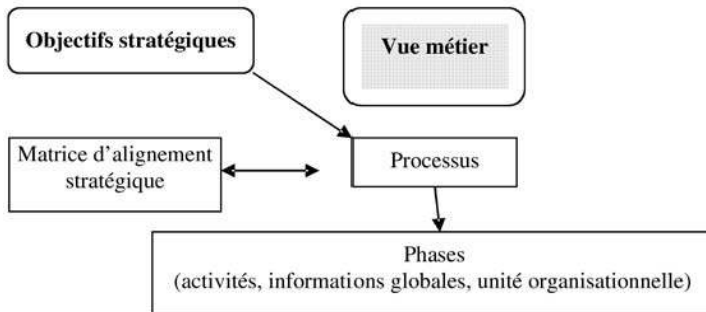 Objectifs stratégiques
Vue métier
Matrice d'alignement
stratégique
Processus
Phases
(activités, informations globales, unité organisationnelle)